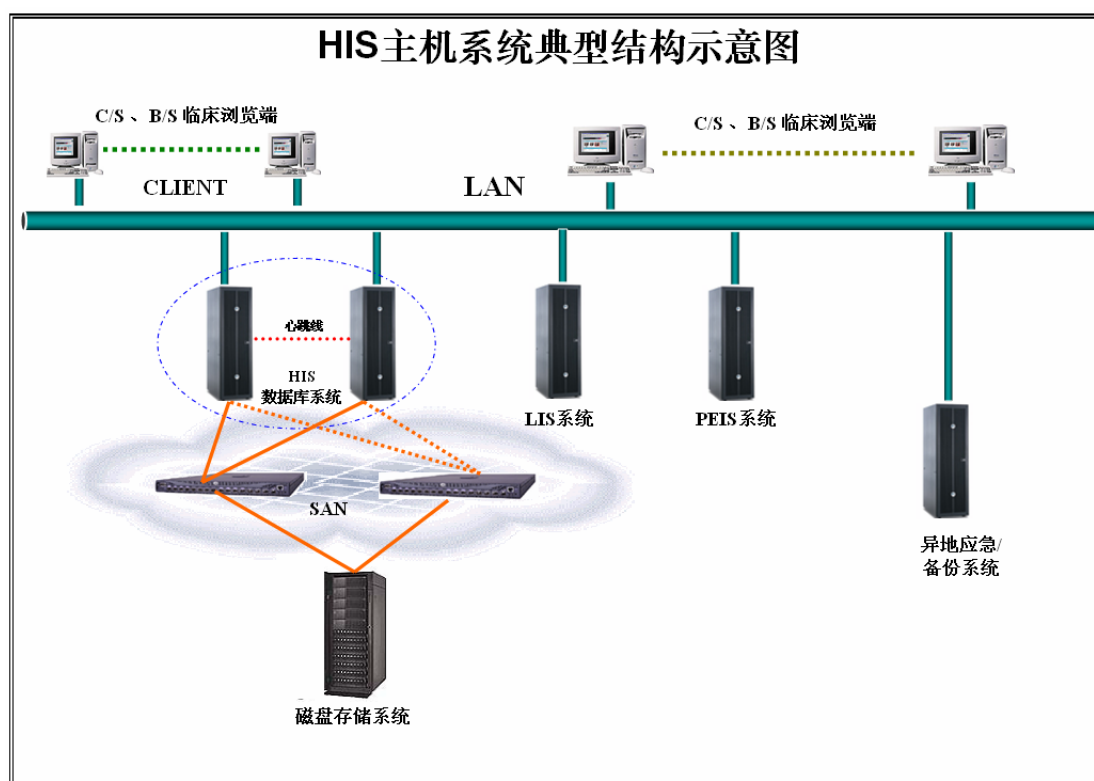 HIS主机系统典型结构示意图
C/S 、 B/S 临床浏览端
C/S 、 B/S 临床浏览端
CLIENT
LAN
心跳线
HIS
数据库系统
LIS系统
PEIS系统
SAN
异地应急/
备份系统
磁盘存储系统